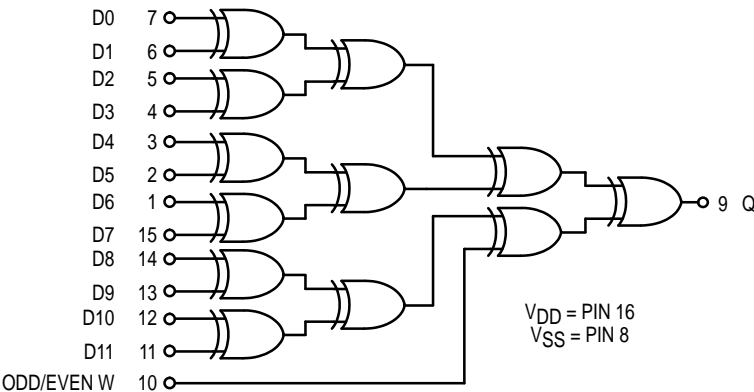 D0 7
D1 6
D2 5
D3 4
D4 3
D5 2
D6 1
D7 15
D8 14
D9 13
D10 12
D11 11
ODD/EVEN W 10
9 Q
VDD = PIN 16
VSS = PIN 8